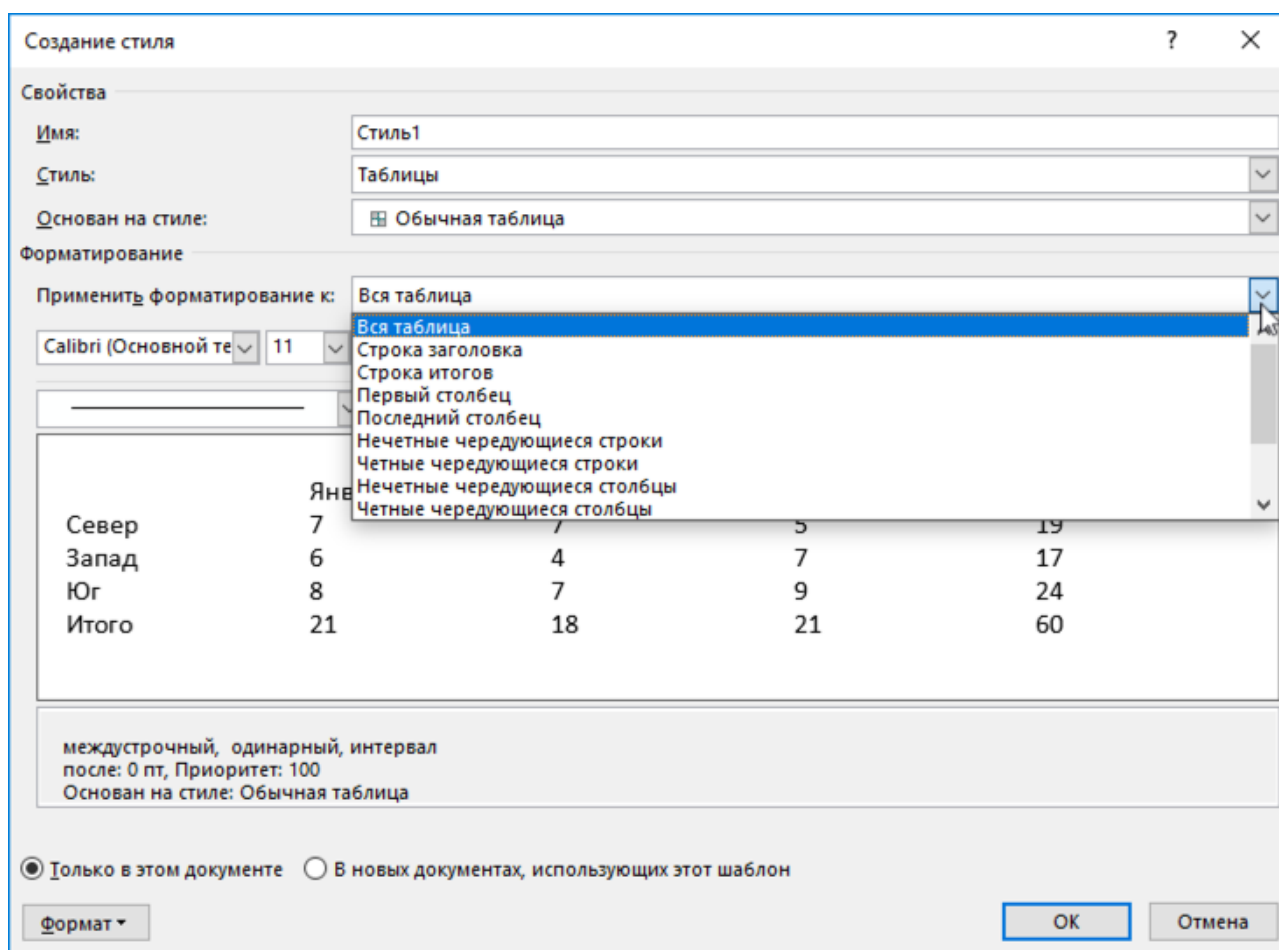 Создание стиля ?
Свойства
Имя: Стиль1
Стиль: Таблицы
Основан на стиле: Обычная таблица
Форматирование
Применить форматирование к: Вся таблица
Вся таблица
Calibri (Основной те 11
Строка заголовка
Строка итогов
Первый столбец
Последний столбец
Нечетные чередующиеся строки
Четные чередующиеся строки
Нечетные чередующиеся столбцы
Четные чередующиеся столбцы
Янв
Север 7 7 5 19
Запад 6 4 7 17
Юг 8 7 9 24
Итого 21 18 21 60
междустрочный, одинарный, интервал
после: 0 пт, Приоритет: 100
Основан на стиле: Обычная таблица
Только в этом документе В новых документах, использующих этот шаблон
Формат ОК Отмена